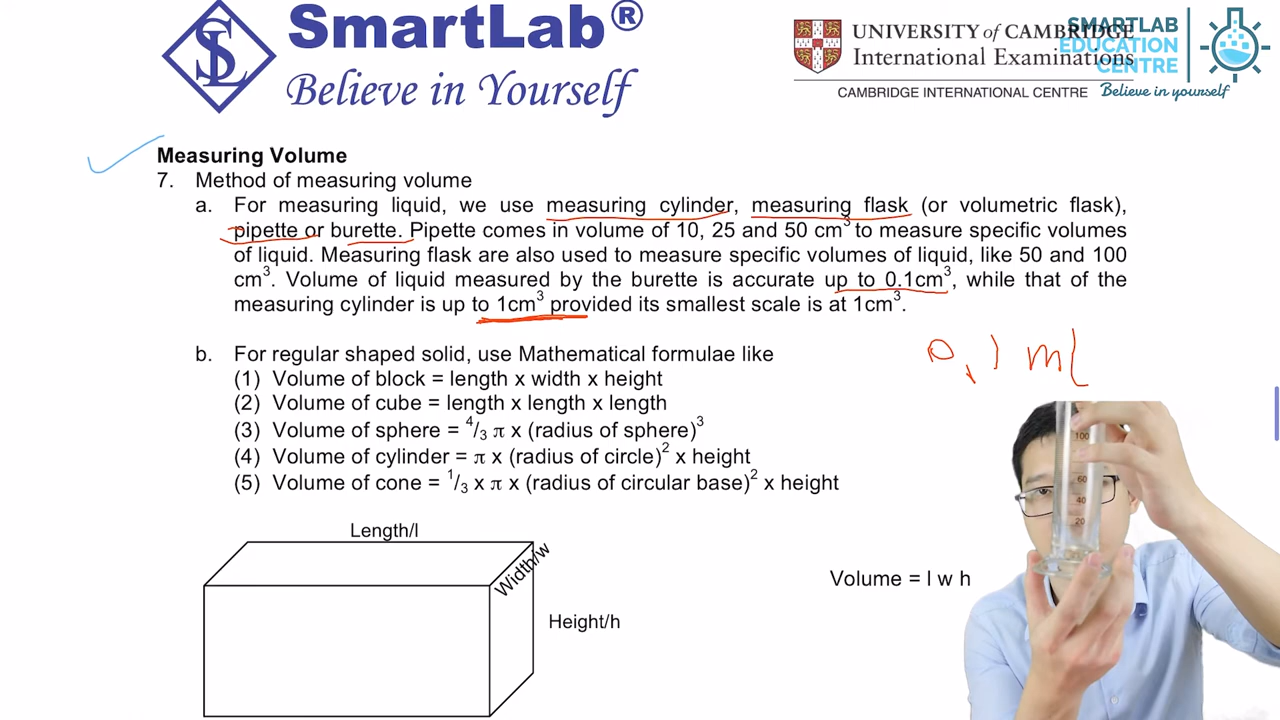 SmartLab®
Believe in Yourself
UNIVERSITY of CAMBRIDGE
International Examinations
CAMBRIDGE INTERNATIONAL CENTRE
SMARTLAB
EDUCATION
CENTRE
Believe in yourself
Measuring Volume
7. Method of measuring volume
a. For measuring liquid, we use measuring cylinder, measuring flask (or volumetric flask),
pipette or burette. Pipette comes in volume of 10, 25 and 50 cm³ to measure specific volumes
of liquid. Measuring flask are also used to measure specific volumes of liquid, like 50 and 100
cm³. Volume of liquid measured by the burette is accurate up to 0.1cm³, while that of the
measuring cylinder is up to 1cm³ provided its smallest scale is at 1cm³.
0,1 ml
b. For regular shaped solid, use Mathematical formulae like
(1) Volume of block = length x width x height
(2) Volume of cube = length x length x length
(3) Volume of sphere = ⁴/₃ π x (radius of sphere)³
(4) Volume of cylinder = π x (radius of circle)² x height
(5) Volume of cone = ¹/₃ x π x (radius of circular base)² x height
Length/l
Width/w
Height/h
Volume = l w h
100
60
40
20